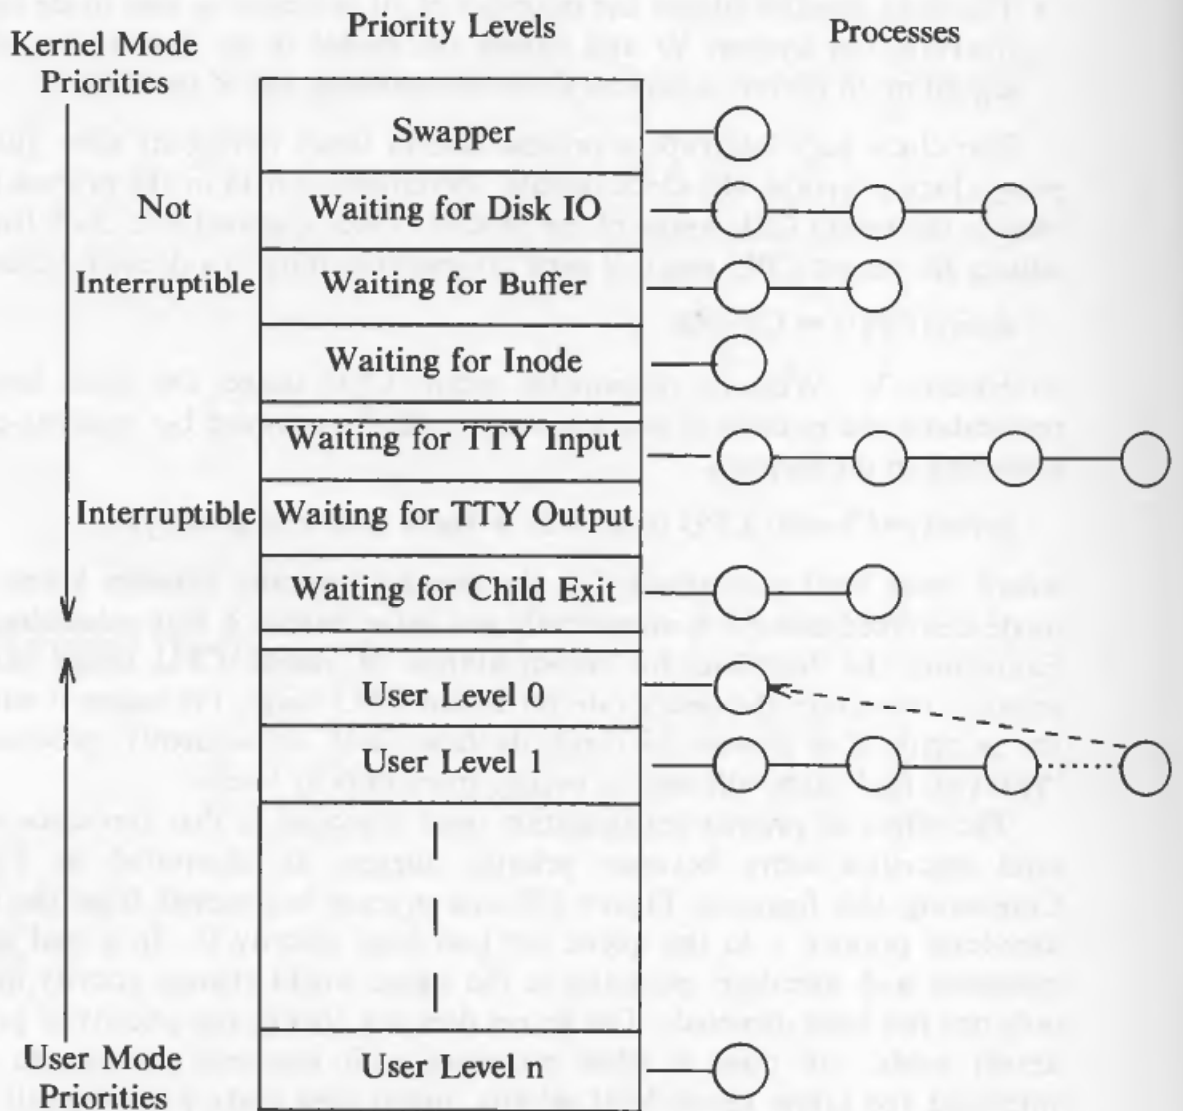 Kernel Mode
Priorities
Priority Levels
Processes
Swapper
Not
Waiting for Disk IO
Interruptible
Waiting for Buffer
Waiting for Inode
Waiting for TTY Input
Interruptible
Waiting for TTY Output
Waiting for Child Exit
User Level 0
User Level 1
User Mode
Priorities
User Level n